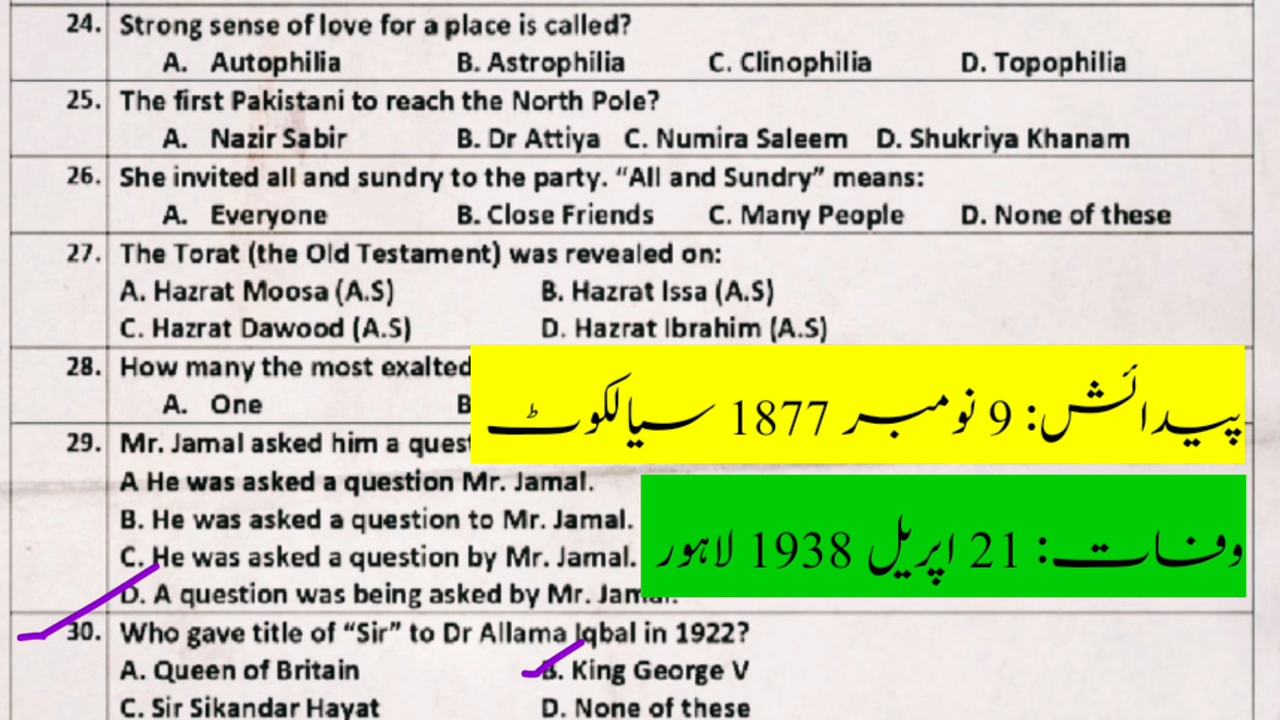 24. Strong sense of love for a place is called?
A. Autophilia B. Astrophilia C. Clinophilia D. Topophilia
25. The first Pakistani to reach the North Pole?
A. Nazir Sabir B. Dr Attiya C. Numira Saleem D. Shukriya Khanam
26. She invited all and sundry to the party. “All and Sundry” means:
A. Everyone B. Close Friends C. Many People D. None of these
27. The Torat (the Old Testament) was revealed on:
A. Hazrat Moosa (A.S) B. Hazrat Issa (A.S)
C. Hazrat Dawood (A.S) D. Hazrat Ibrahim (A.S)
28. How many the most exalted
A. One B
پیدائش: 9 نومبر 1877 سیالکوٹ
29. Mr. Jamal asked him a quest
A He was asked a question Mr. Jamal.
B. He was asked a question to Mr. Jamal.
وفات: 21 اپریل 1938 لاہور
C. He was asked a question by Mr. Jamal.
D. A question was being asked by Mr. Jamal.
30. Who gave title of “Sir” to Dr Allama Iqbal in 1922?
A. Queen of Britain B. King George V
C. Sir Sikandar Hayat D. None of these